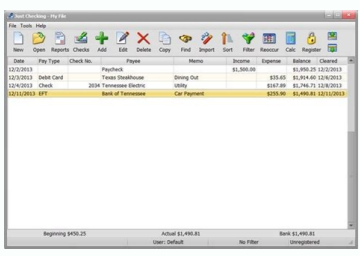 Just Checking - My File
File Tools Help
New Open Reports Checks Add Edit Delete Copy Find Import Sort Filter Reoccur Calc Register
Date Pay Type Check No. Payee Memo Income Expense Balance Cleared
12/2/2013 Paycheck $1,500.00 $1,950.25 12/2/2013
12/3/2013 Debit Card Texas Steakhouse Dining Out $35.65 $1,914.60 12/6/2013
12/4/2013 Check 2034 Tennessee Electric Utility $167.89 $1,746.71 12/8/2013
12/11/2013 EFT Bank of Tennessee Car Payment $255.90 $1,490.81 12/11/2013
Beginning $450.25 Actual $1,490.81 Bank $1,490.81
User: Default No Filter Unregistered